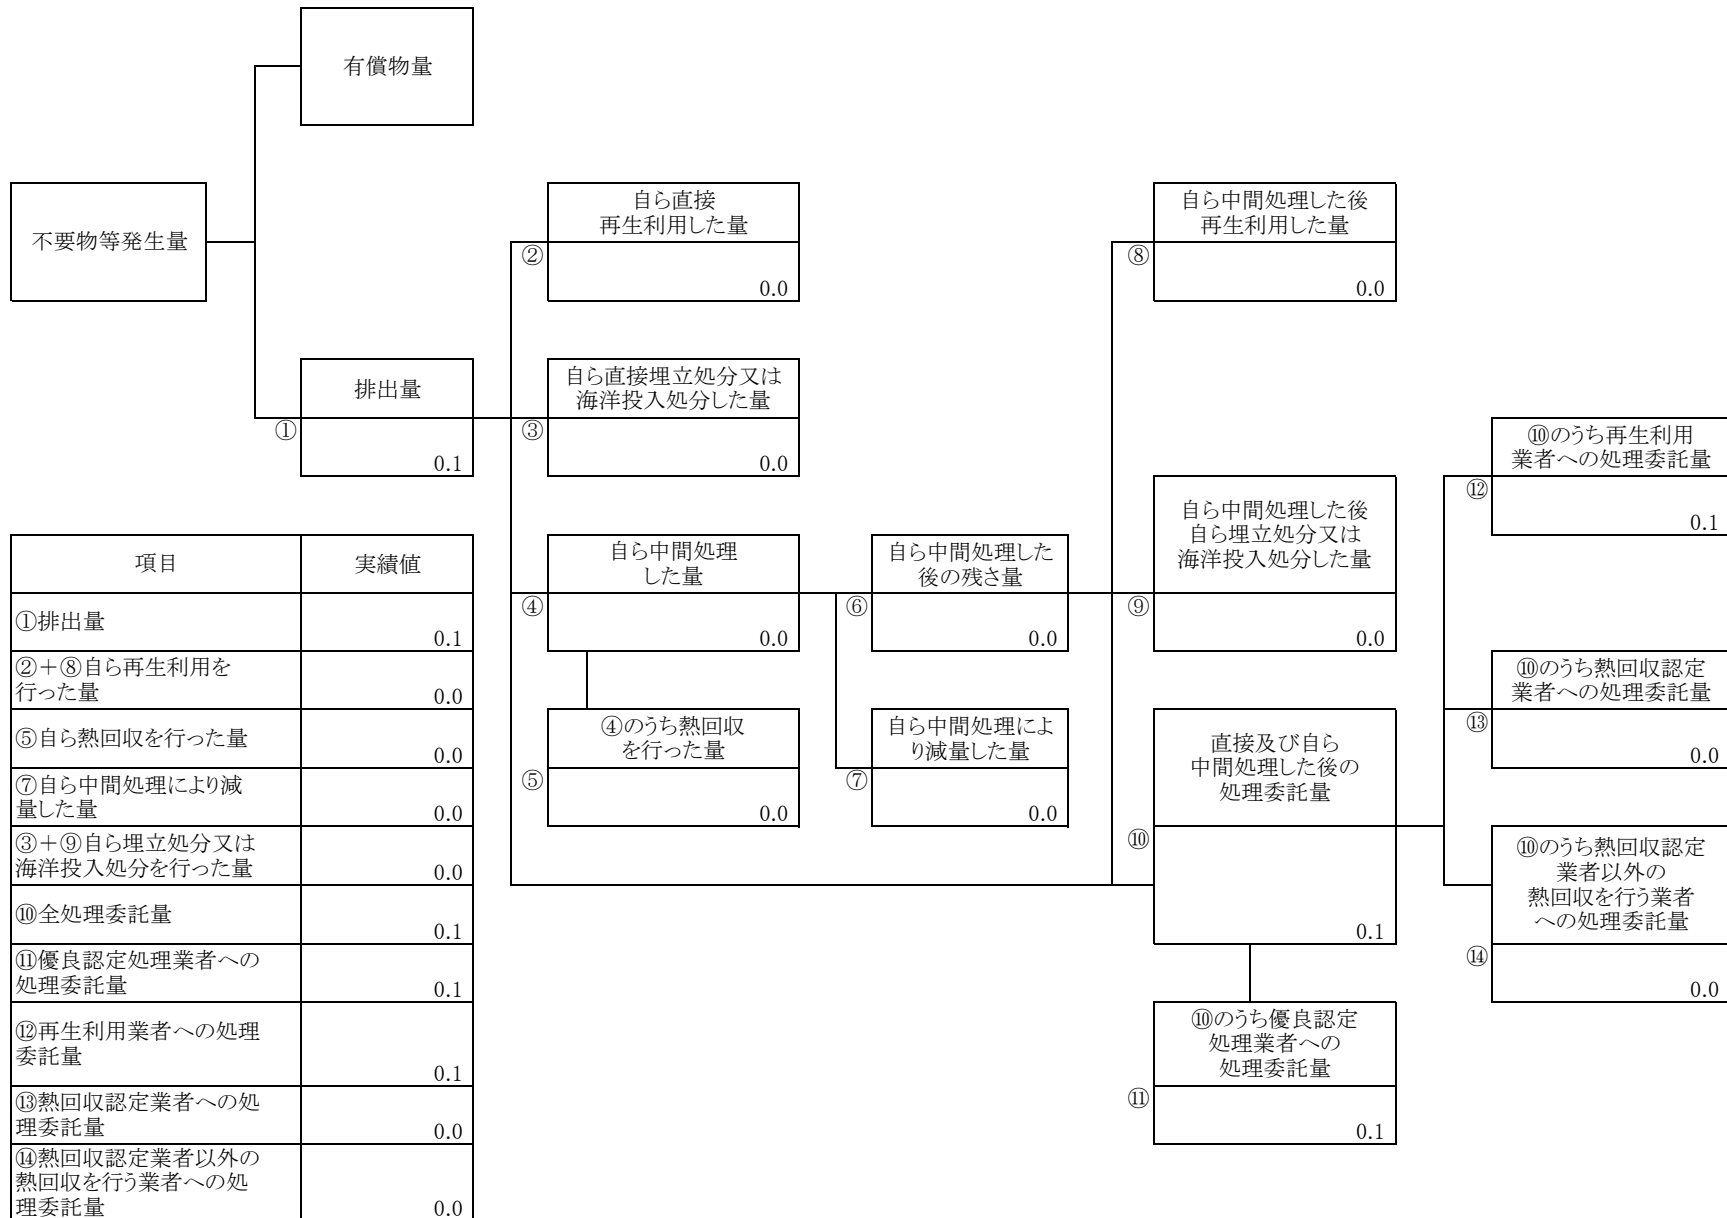 有償物量
不要物等発生量
自ら直接
再生利用した量
②
0.0
自ら中間処理した後
再生利用した量
⑧
0.0
排出量
①
0.1
自ら直接埋立処分又は
海洋投入処分した量
③
0.0
⑩のうち再生利用
業者への処理委託量
⑫
0.1
自ら中間処理
した量
④
0.0
自ら中間処理した
後の残さ量
⑥
0.0
自ら中間処理した後
自ら埋立処分又は
海洋投入処分した量
⑨
0.0
⑩のうち熱回収認定
業者への処理委託量
⑬
0.0
④のうち熱回収
を行った量
⑤
0.0
自ら中間処理によ
り減量した量
⑦
0.0
直接及び自ら
中間処理した後の
処理委託量
⑩
0.1
⑩のうち熱回収認定
業者以外の
熱回収を行う業者
への処理委託量
⑭
0.0
⑩のうち優良認定
処理業者への
処理委託量
⑪
0.1
項目 実績値
①排出量
0.1
②＋⑧自ら再生利用を
行った量 0.0
⑤自ら熱回収を行った量
0.0
⑦自ら中間処理により減
量した量 0.0
③＋⑨自ら埋立処分又は
海洋投入処分を行った量 0.0
⑩全処理委託量
0.1
⑪優良認定処理業者への
処理委託量 0.1
⑫再生利用業者への処理
委託量
0.1
⑬熱回収認定業者への処
理委託量 0.0
⑭熱回収認定業者以外の
熱回収を行う業者への処
理委託量 0.0